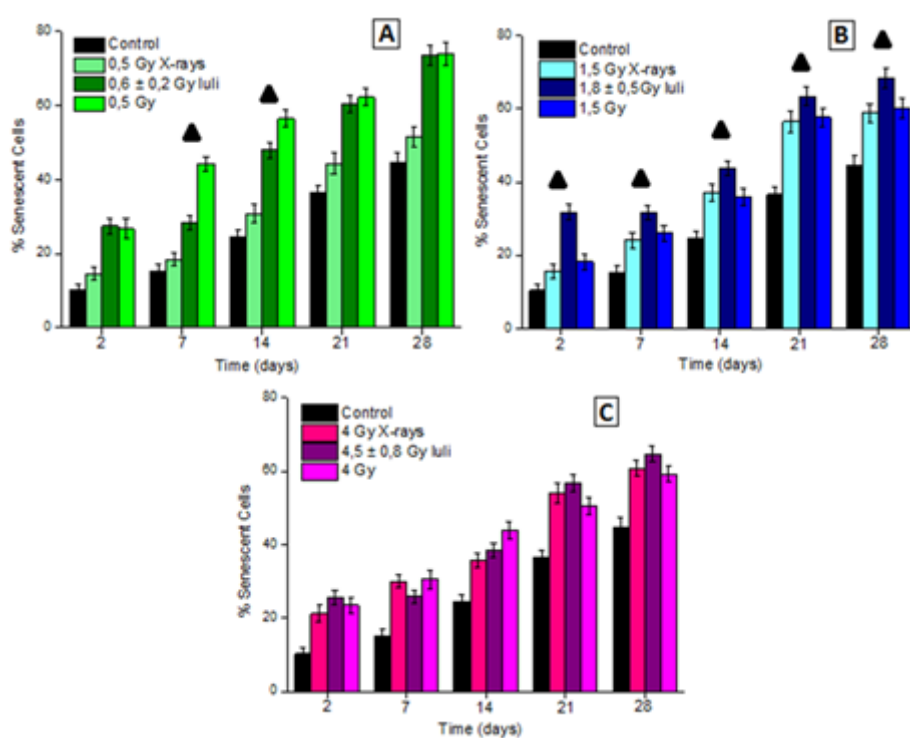 A
Control
0,5 Gy X-rays
0,6 ± 0,2 Gy luli
0,5 Gy
80
60
40
20
0
% Senescent Cells
2 7 14 21 28
Time (days)
B
Control
1,5 Gy X-rays
1,8 ± 0,5Gy luli
1,5 Gy
80
60
40
20
0
% Senescent Cells
2 7 14 21 28
Time (days)
C
Control
4 Gy X-rays
4,5 ± 0,8 Gy luli
4 Gy
80
60
40
20
0
% Senescent Cells
2 7 14 21 28
Time (days)